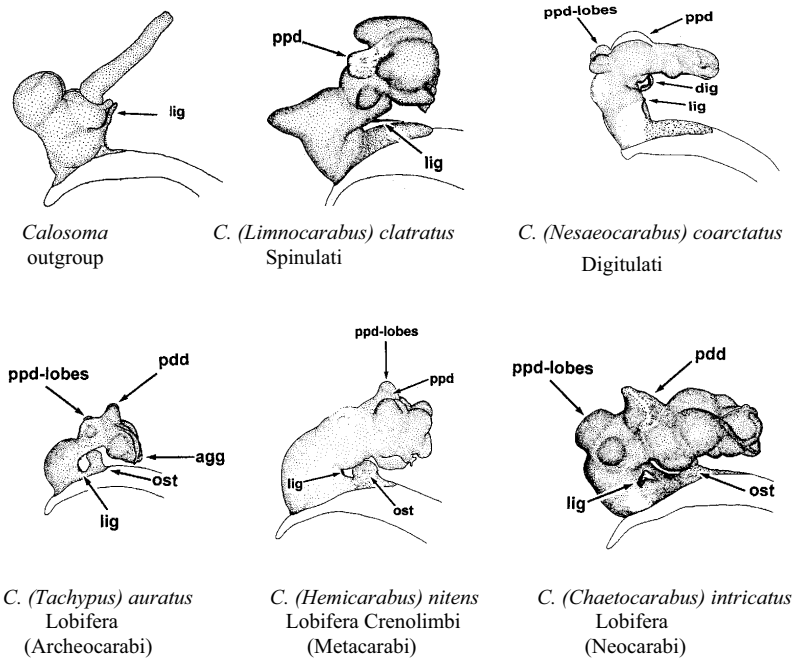 ppd
lig
ppd
lig
ppd-lobes
ppd
dig
lig
Calosoma
outgroup
C. (Limnocarabus) clatratus
Spinulati
C. (Nesaeocarabus) coarctatus
Digitulati
ppd-lobes
pdd
agg
ost
lig
ppd-lobes
ppd
lig
ost
ppd-lobes
pdd
lig
ost
C. (Tachypus) auratus
Lobifera
(Archeocarabi)
C. (Hemicarabus) nitens
Lobifera Crenolimbi
(Metacarabi)
C. (Chaetocarabus) intricatus
Lobifera
(Neocarabi)